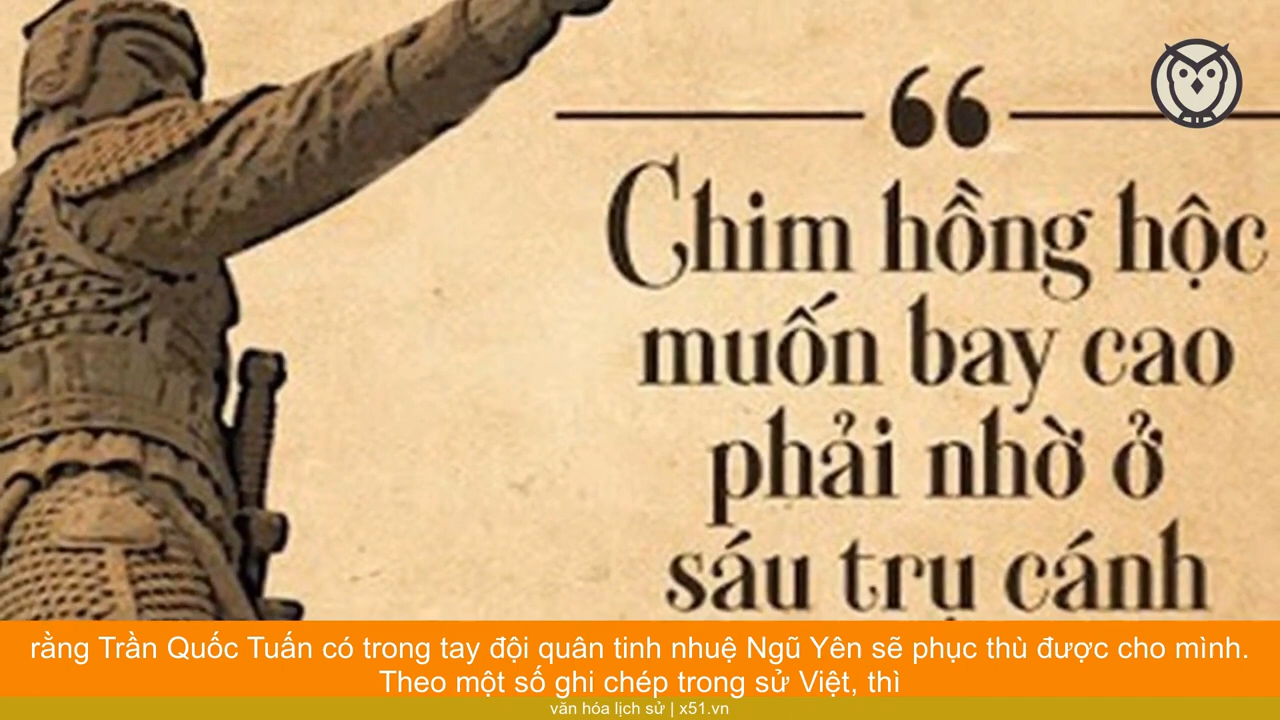 “
Chim hồng hộc
muốn bay cao
phải nhờ ở
sáu trụ cánh
rằng Trần Quốc Tuấn có trong tay đội quân tinh nhuệ Ngũ Yên sẽ phục thù được cho mình.
Theo một số ghi chép trong sử Việt, thì
văn hóa lịch sử | x51.vn